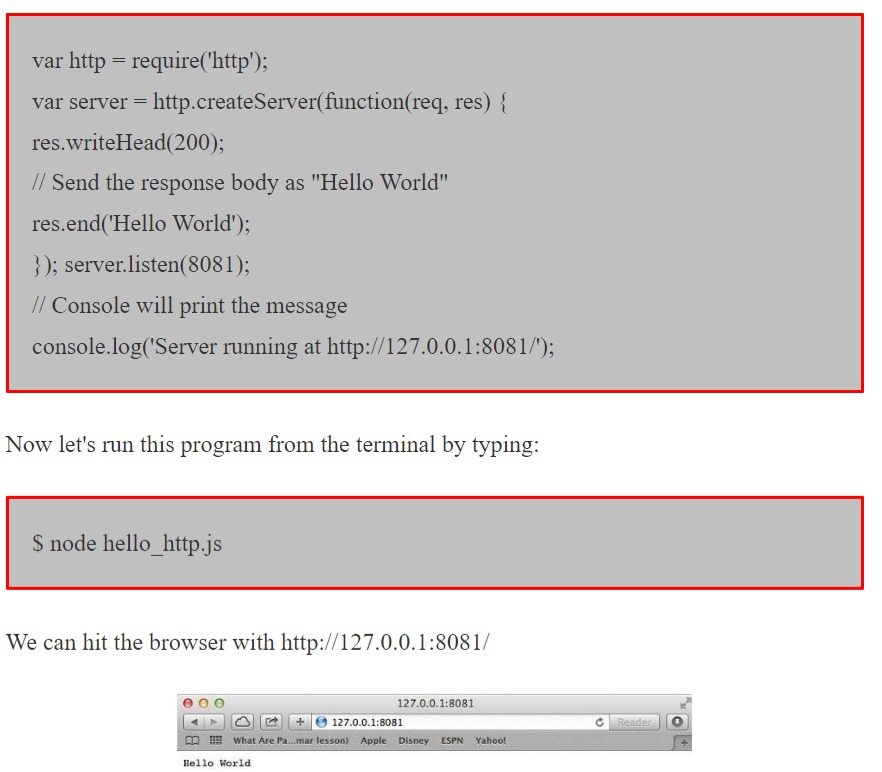 var http = require('http');
var server = http.createServer(function(req, res) {
res.writeHead(200);
// Send the response body as "Hello World"
res.end('Hello World');
}); server.listen(8081);
// Console will print the message
console.log('Server running at http://127.0.0.1:8081/');
Now let's run this program from the terminal by typing:
$ node hello_http.js
We can hit the browser with http://127.0.0.1:8081/
127.0.0.1:8081
127.0.0.1:8081 Reader
What Are Pa...mar lesson) Apple Disney ESPN Yahoo!
Hello World